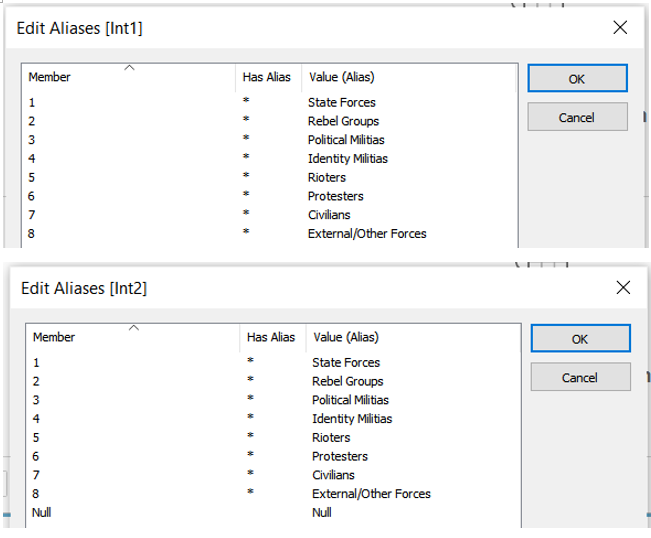 Edit Aliases [Int1]
Member Has Alias Value (Alias) OK
1 * State Forces
2 * Rebel Groups Cancel
3 * Political Militias
4 * Identity Militias
5 * Rioters
6 * Protesters
7 * Civilians
8 * External/Other Forces
Edit Aliases [Int2]
Member Has Alias Value (Alias) OK
1 * State Forces
2 * Rebel Groups Cancel
3 * Political Militias
4 * Identity Militias
5 * Rioters
6 * Protesters
7 * Civilians
8 * External/Other Forces
Null Null